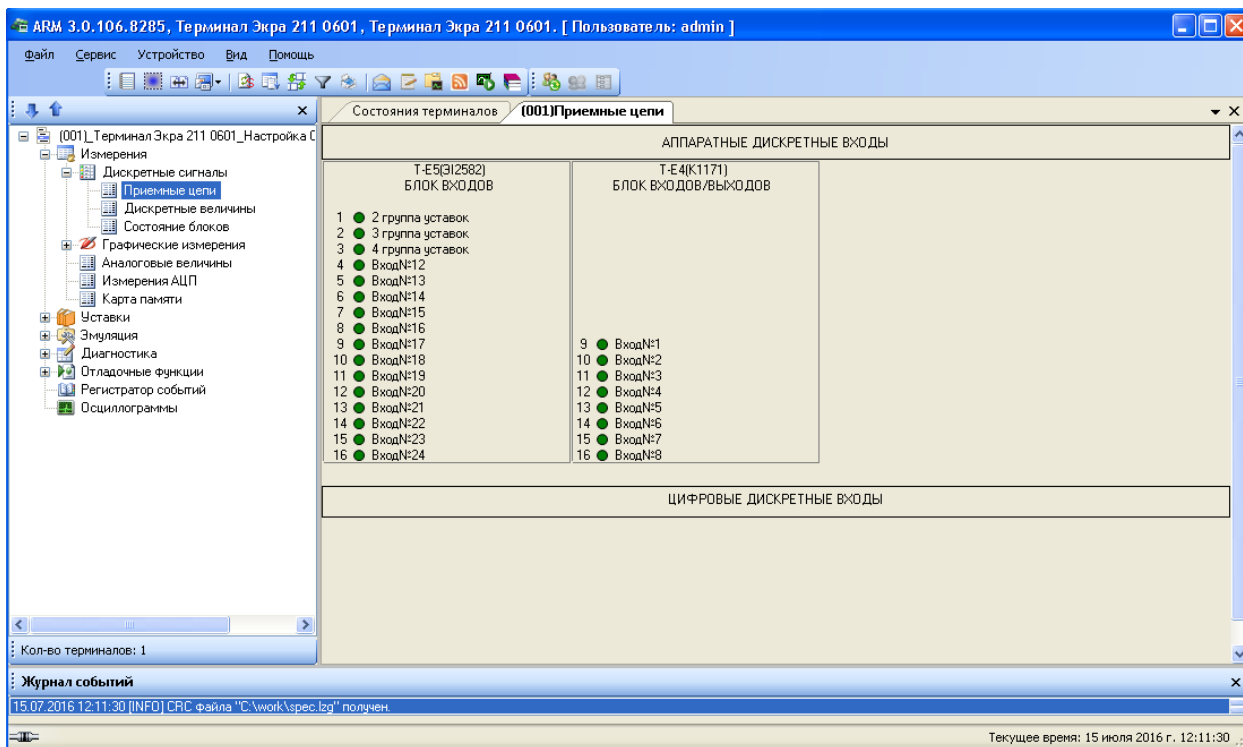 ARM 3.0.106.8285, Терминал Экра 211 0601, Терминал Экра 211 0601. [ Пользователь: admin ]
Файл Сервис Устройство Вид Помощь
Состояния терминалов (001)Приемные цепи
(001)_Терминал Экра 211 0601_Настройка С
Измерения
Дискретные сигналы
Приемные цепи
Дискретные величины
Состояние блоков
Графические измерения
Аналоговые величины
Измерения АЦП
Карта памяти
Уставки
Эмуляция
Диагностика
Отладочные функции
Регистратор событий
Осциллограммы
Кол-во терминалов: 1
АППАРАТНЫЕ ДИСКРЕТНЫЕ ВХОДЫ
T-E5(ЭI2582)
БЛОК ВХОДОВ
1 2 группа уставок
2 3 группа уставок
3 4 группа уставок
4 Вход№12
5 Вход№13
6 Вход№14
7 Вход№15
8 Вход№16
9 Вход№17
10 Вход№18
11 Вход№19
12 Вход№20
13 Вход№21
14 Вход№22
15 Вход№23
16 Вход№24
T-E4(K1171)
БЛОК ВХОДОВ/ВЫХОДОВ
9 Вход№1
10 Вход№2
11 Вход№3
12 Вход№4
13 Вход№5
14 Вход№6
15 Вход№7
16 Вход№8
ЦИФРОВЫЕ ДИСКРЕТНЫЕ ВХОДЫ
Журнал событий
15.07.2016 12:11:30 [INFO] CRC файла "C:\work\spec.lzg" получен.
Текущее время: 15 июля 2016 г. 12:11:30